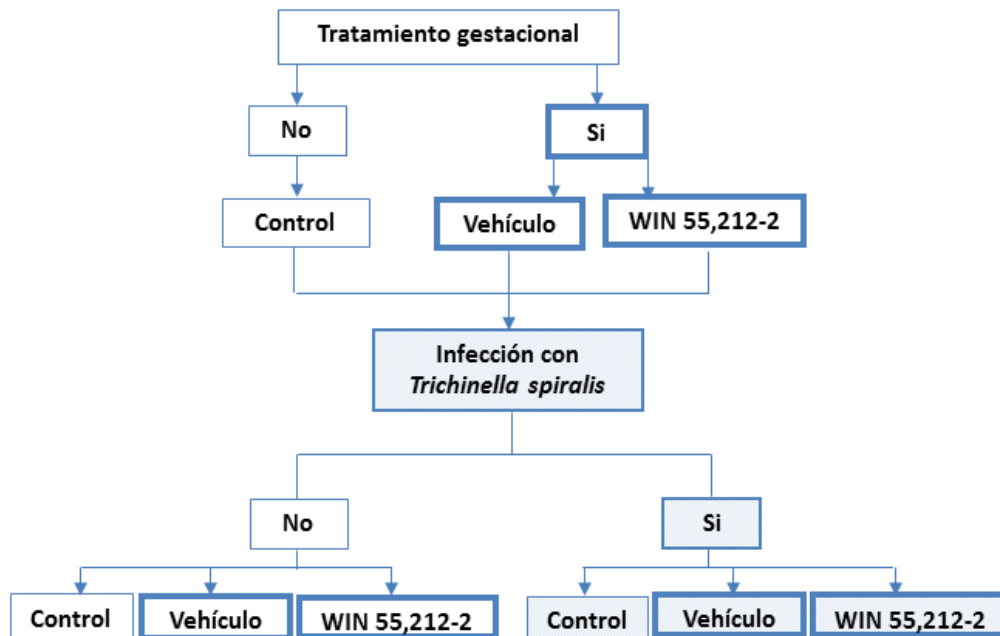 Tratamiento gestacional
No
Si
Control
Vehículo
WIN 55,212-2
Infección con
Trichinella spiralis
No
Si
Control
Vehículo
WIN 55,212-2
Control
Vehículo
WIN 55,212-2